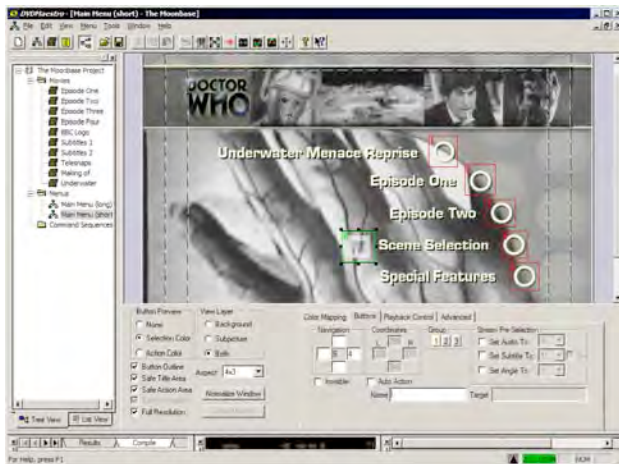 DVDMaestro - [Main Menu (short) - The Moonbase]
File Edit View Menu Tools Window Help
The Moonbase Project
Movies
Episode One
Episode Two
Episode Three
Episode Four
BBC Logo
Subtitles 1
Subtitles 2
Telesnaps
Making of
Underwater
Menus
Main Menu (long)
Main Menu (short
Command Sequences
Tree View List View
DOCTOR
WHO
Underwater Menace Reprise
Episode One
Episode Two
Scene Selection
Special Features
Button Preview
None
Selection Color
Action Color
Button Outline
Safe Title Area
Safe Action Area
Full Resolution
View Layer
Background
Subpicture
Both
Aspect: 4x3
Normalize Window
Color Mapping Buttons Playback Control Advanced
Navigation
Coordinates
Group
1 2 3
Stream Pre-Selection
Set Audio To:
Set Subtitle To:
Set Angle To:
Invisible
Auto Action
Name
Target
Results Compile
For Help, press F1
NUM